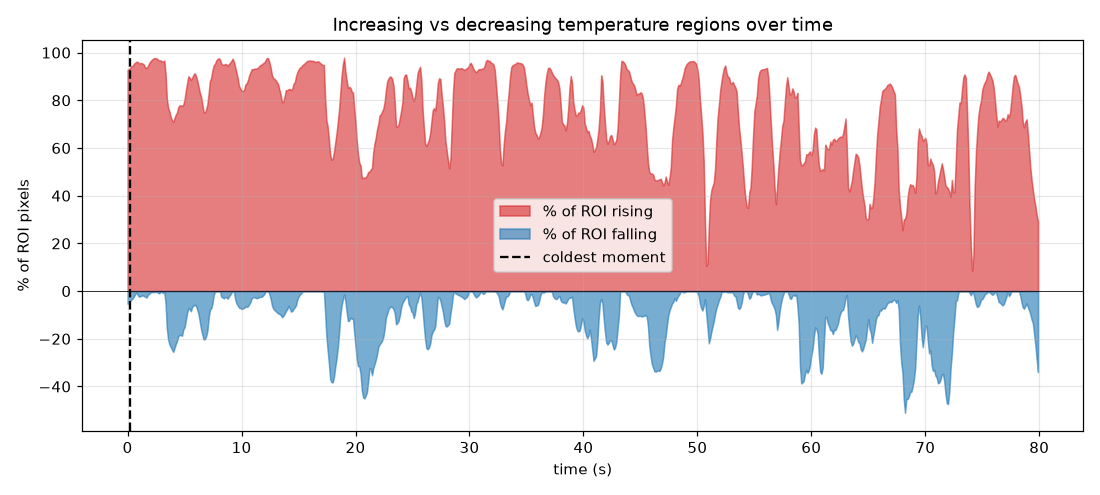 Increasing vs decreasing temperature regions over time
% of ROI pixels
100
80
60
40
20
0
−20
−40
% of ROI rising
% of ROI falling
coldest moment
0 10 20 30 40 50 60 70 80
time (s)